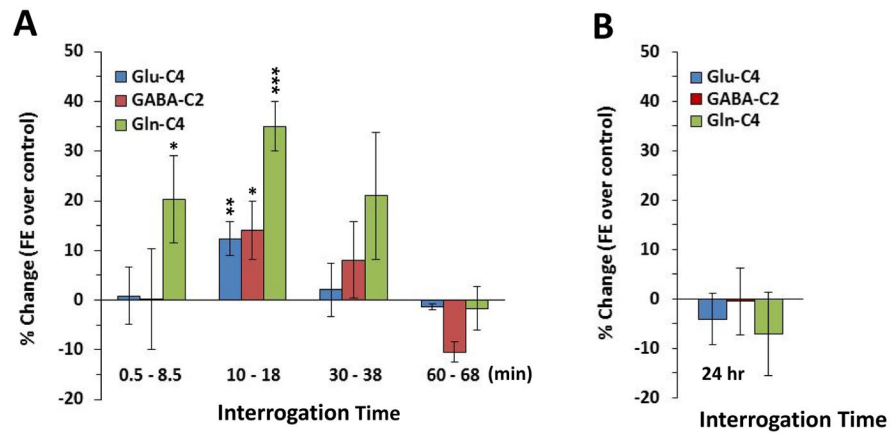 A
% Change (FE over control)
50
40
30
20
10
0
-10
-20
Glu-C4
GABA-C2
Gln-C4
*
**
*
***
0.5 - 8.5
10 - 18
30 - 38
60 - 68 (min)
Interrogation Time
B
% Change (FE over control)
50
40
30
20
10
0
-10
-20
Glu-C4
GABA-C2
Gln-C4
24 hr
Interrogation Time